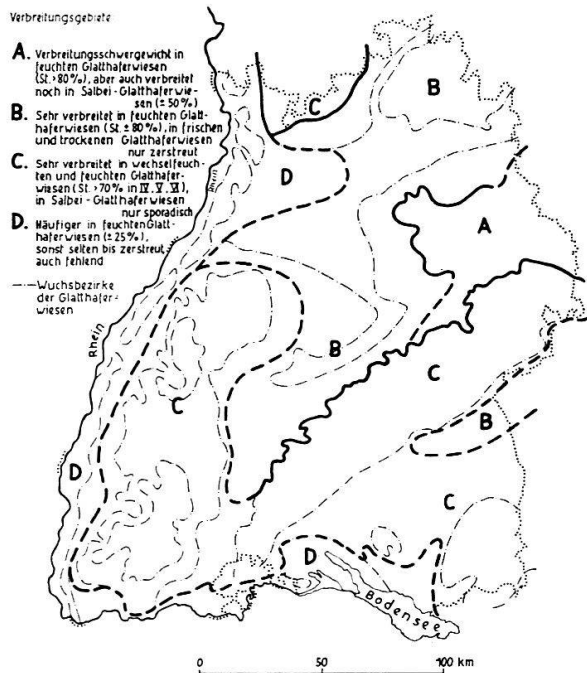 Verbreitungsgebiete
A. Verbreitungsschwergewicht in
feuchten Glatthaferwiesen
(St.>80%), aber auch verbreitet
noch in Salbei-Glatthaferwie-
sen (±50%)
B. Sehr verbreitet in feuchten Glatt-
haferwiesen (St.±80%), in frischen
und trockenen Glatthaferwiesen
nur zerstreut
C. Sehr verbreitet in wechselfeuch-
ten und feuchten Glatthafer-
wiesen (St.>70% in IV.V.VI),
in Salbei-Glatthaferwiesen
nur sporadisch
D. Häufiger in feuchten Glatt-
haferwiesen (±25%),
sonst selten bis zerstreut,
auch fehlend
Wuchsbezirke
der Glatthafer-
wiesen
C
B
D
Rhein
A
Rhein
B
C
C
B
D
C
D
Bodensee
0 50 100 km